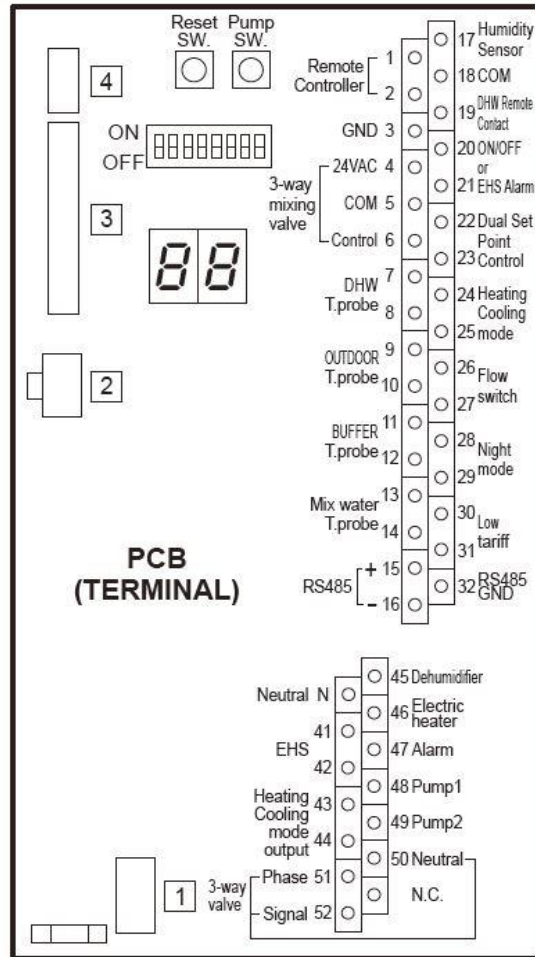 Reset SW.
Pump SW.
4
ON
OFF
3
88
2
PCB
(TERMINAL)
1
Remote
Controller
1
2
GND 3
3-way
mixing
valve
24VAC 4
COM 5
Control 6
DHW
T.probe
7
8
OUTDOOR
T.probe
9
10
BUFFER
T.probe
11
12
Mix water
T.probe
13
14
RS485
+ 15
- 16
17 Humidity
Sensor
18 COM
19 DHW Remote
Contact
20 ON/OFF
or
21 EHS Alarm
22 Dual Set
Point
23 Control
24 Heating
Cooling
25 mode
26
Flow
switch
27
28
Night
mode
29
30
Low
tariff
31
32 RS485
GND
Neutral N
EHS
41
42
Heating
Cooling
mode
output
43
44
3-way
valve
Phase 51
Signal 52
45 Dehumidifier
46 Electric
heater
47 Alarm
48 Pump1
49 Pump2
50 Neutral
N.C.